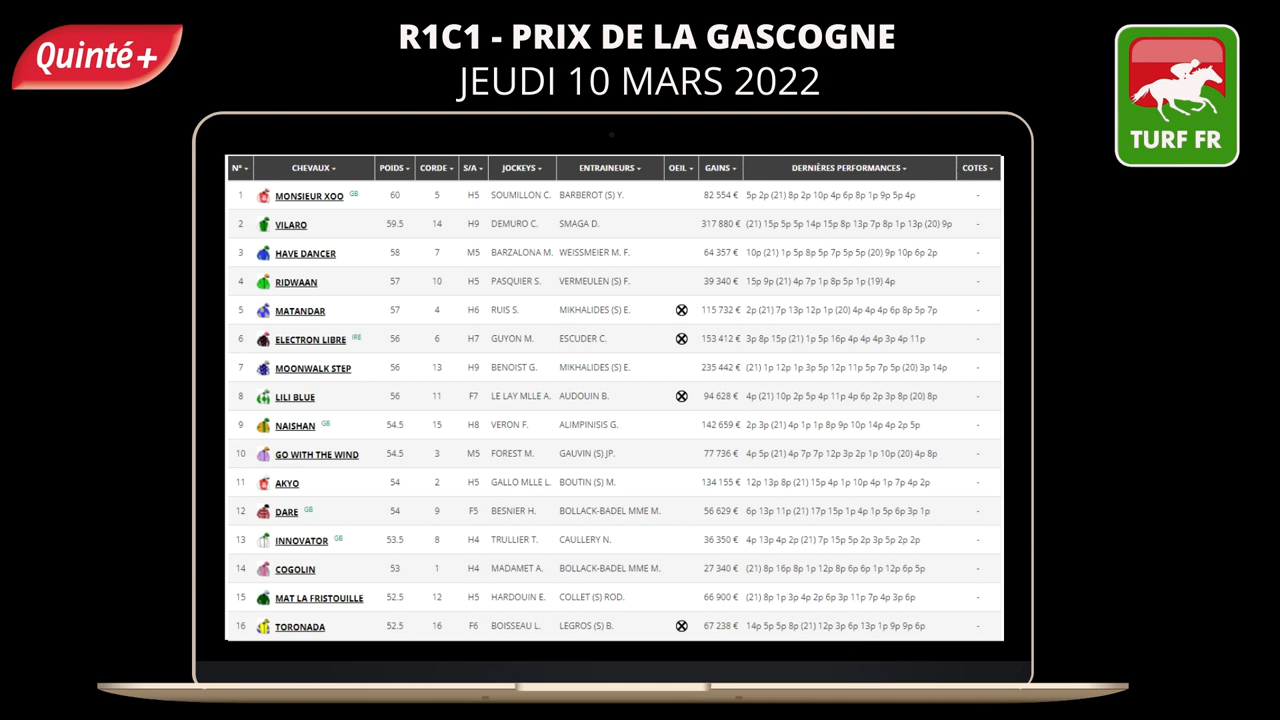 R1C1 - PRIX DE LA GASCOGNE
JEUDI 10 MARS 2022
Quinté+
TURF FR
N° CHEVAUX POIDS CORDE S/A JOCKEYS ENTRAINEURS OEIL GAINS DERNIÈRES PERFORMANCES COTES
1 MONSIEUR XOO GB 60 5 H5 SOUMILLON C. BARBEROT (S) Y. 82 554 € 5p 2p (21) 8p 2p 10p 4p 6p 8p 1p 9p 5p 4p -
2 VILARO 59.5 14 H9 DEMURO C. SMAGA D. 317 880 € (21) 15p 5p 5p 14p 15p 8p 13p 7p 8p 1p 13p (20) 9p -
3 HAVE DANCER 58 7 M5 BARZALONA M. WEISSMEIER M. F. 64 357 € 10p (21) 1p 5p 8p 5p 7p 5p 5p (20) 9p 10p 6p 2p -
4 RIDWAAN 57 10 H5 PASQUIER S. VERMEULEN (S) F. 39 340 € 15p 9p (21) 4p 7p 1p 8p 5p 1p (19) 4p -
5 MATANDAR 57 4 H6 RUIS S. MIKHALIDES (S) E. 115 732 € 2p (21) 7p 13p 12p 1p (20) 4p 4p 4p 6p 8p 5p 7p -
6 ELECTRON LIBRE IRE 56 6 H7 GUYON M. ESCUDER C. 153 412 € 3p 8p 15p (21) 1p 5p 16p 4p 4p 4p 3p 4p 11p -
7 MOONWALK STEP 56 13 H9 BENOIST G. MIKHALIDES (S) E. 235 442 € (21) 1p 12p 1p 3p 5p 12p 11p 5p 7p 5p (20) 3p 14p -
8 LILI BLUE 56 11 F7 LE LAY MLLE A. AUDOUIN B. 94 628 € 4p (21) 10p 2p 5p 4p 11p 4p 6p 2p 3p 8p (20) 8p -
9 NAISHAN GB 54.5 15 H8 VERON F. ALIMPINISIS G. 142 659 € 2p 3p (21) 4p 1p 1p 8p 9p 10p 14p 4p 2p 5p -
10 GO WITH THE WIND 54.5 3 M5 FOREST M. GAUVIN (S) JP. 77 736 € 4p 5p (21) 4p 7p 7p 12p 3p 2p 1p 10p (20) 4p 8p -
11 AKYO 54 2 H5 GALLO MLLE L. BOUTIN (S) M. 134 155 € 12p 13p 8p (21) 15p 4p 1p 10p 4p 1p 7p 4p 2p -
12 DARE GB 54 9 F5 BESNIER H. BOLLACK-BADEL MME M. 56 629 € 6p 13p 11p (21) 17p 15p 1p 4p 1p 5p 6p 3p 1p -
13 INNOVATOR GB 53.5 8 H4 TRULLIER T. CAULLERY N. 36 350 € 4p 13p 4p 2p (21) 7p 15p 5p 2p 3p 5p 2p 2p -
14 COGOLIN 53 1 H4 MADAMET A. BOLLACK-BADEL MME M. 27 340 € (21) 8p 16p 8p 1p 12p 8p 6p 6p 1p 12p 6p 5p -
15 MAT LA FRISTOUILLE 52.5 12 H5 HARDOUIN E. COLLET (S) ROD. 66 900 € (21) 8p 1p 3p 4p 2p 6p 3p 11p 7p 4p 3p 6p -
16 TORONADA 52.5 16 F6 BOISSEAU L. LEGROS (S) B. 67 238 € 14p 5p 5p 8p (21) 12p 3p 6p 13p 1p 9p 9p 6p -